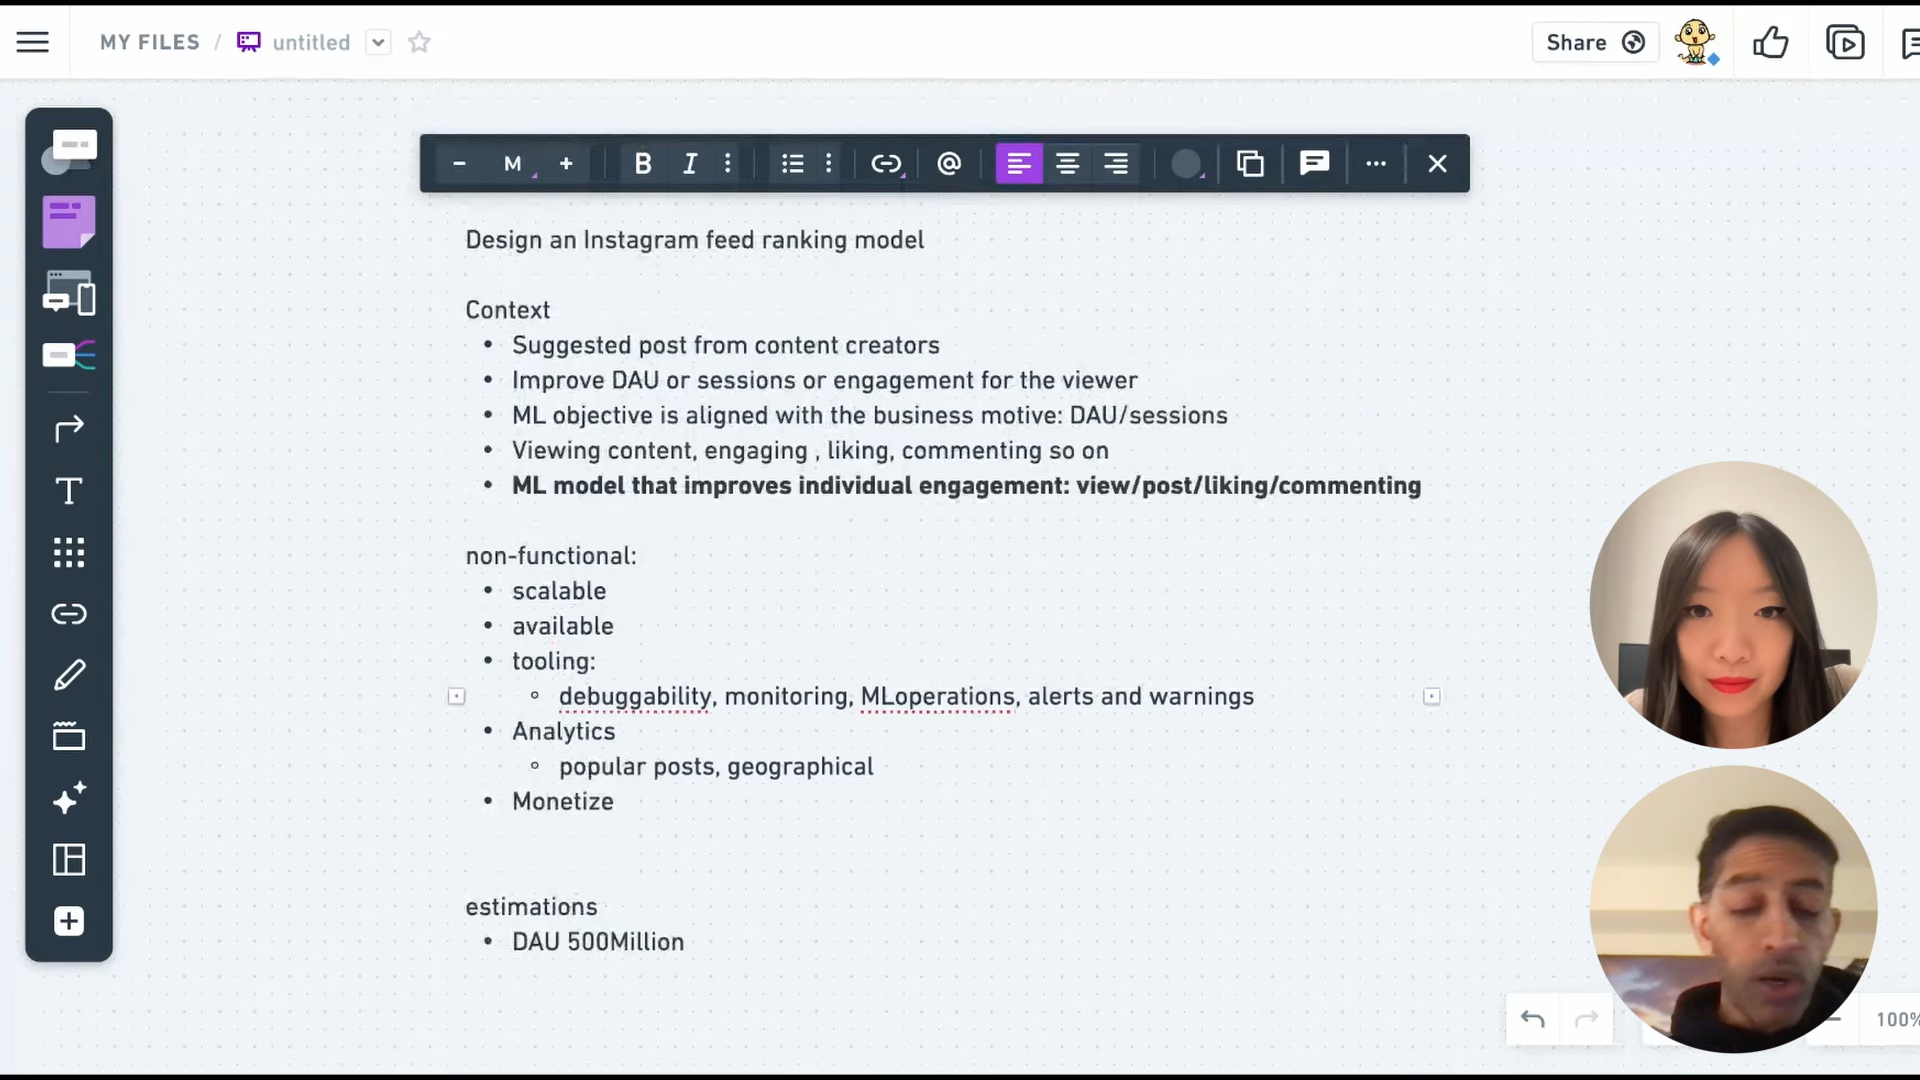 MY FILES / untitled
Share
M
B I
@
Design an Instagram feed ranking model
Context
• Suggested post from content creators
• Improve DAU or sessions or engagement for the viewer
• ML objective is aligned with the business motive: DAU/sessions
• Viewing content, engaging , liking, commenting so on
• ML model that improves individual engagement: view/post/liking/commenting
non-functional:
• scalable
• available
• tooling:
◦ debuggability, monitoring, MLoperations, alerts and warnings
• Analytics
◦ popular posts, geographical
• Monetize
estimations
• DAU 500Million
100%